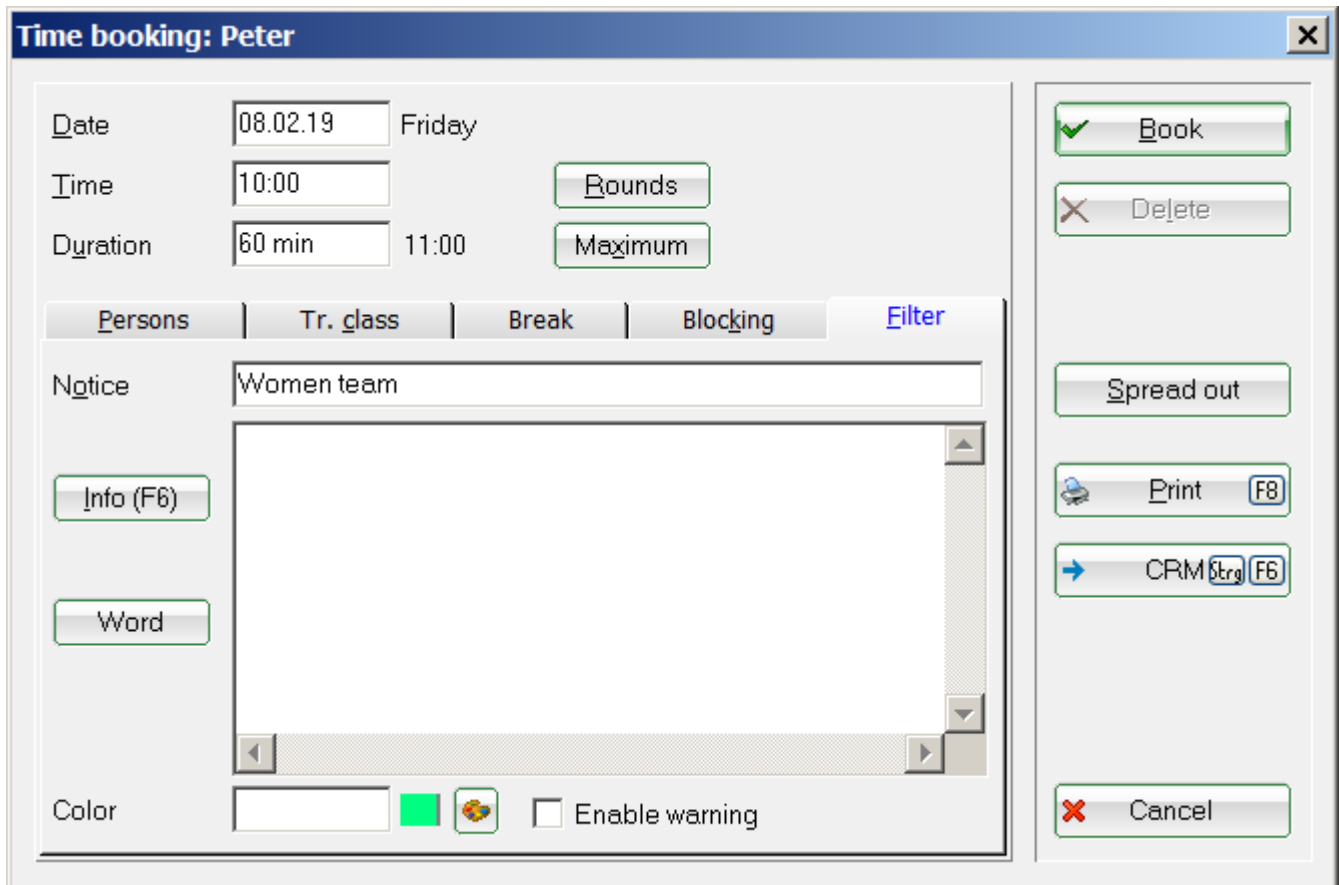 Time booking: Peter
Date 08.02.19 Friday
Book
Time 10:00 Rounds
Delete
Duration 60 min 11:00 Maximum
Persons Tr. class Break Blocking Filter
Notice Women team
Spread out
Info (F6)
Print F8
CRM Strg F6
Word
Color Enable warning
Cancel